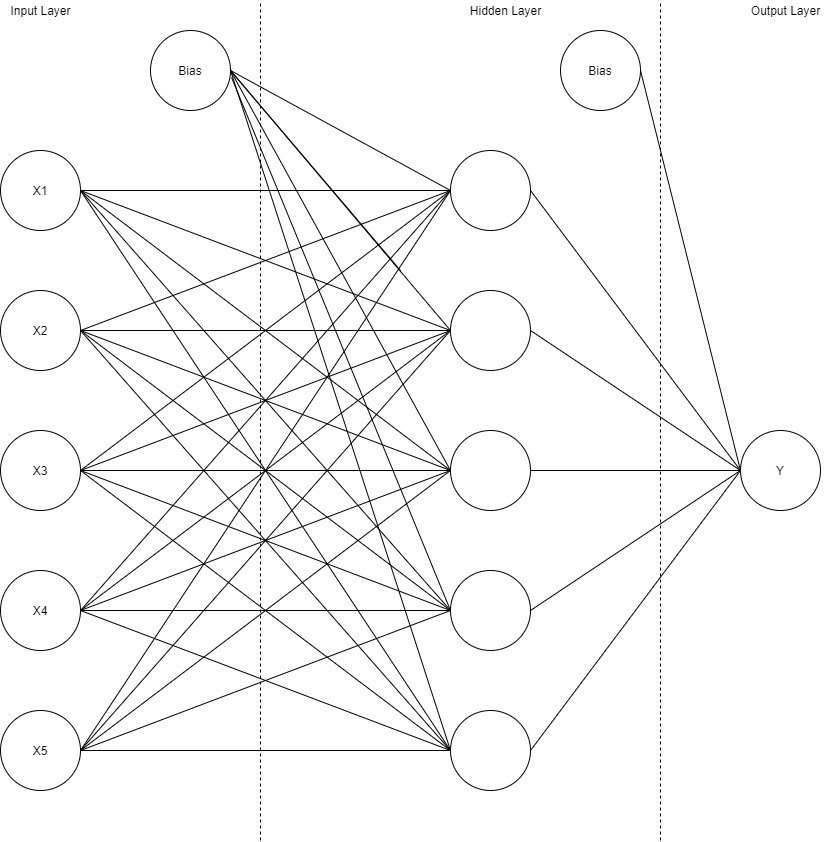 Input Layer
Hidden Layer
Output Layer
Bias
Bias
X1
X2
X3
Y
X4
X5